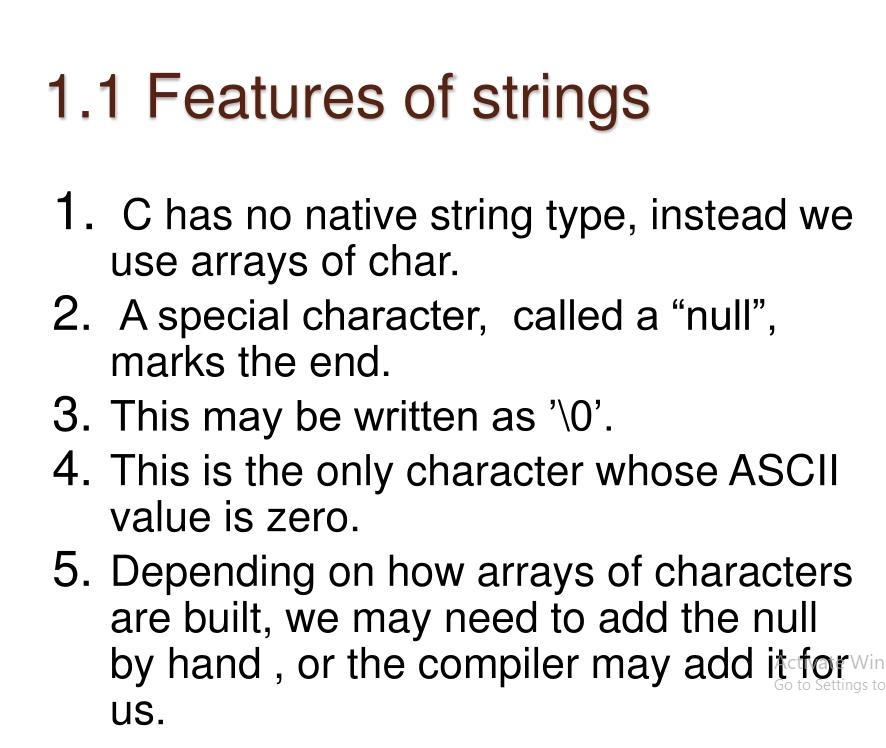 1.1 Features of strings
1. C has no native string type, instead we
use arrays of char.
2. A special character, called a “null”,
marks the end.
3. This may be written as ’\0’.
4. This is the only character whose ASCII
value is zero.
5. Depending on how arrays of characters
are built, we may need to add the null
by hand , or the compiler may add it for
us.
Activate Win
Go to Settings to